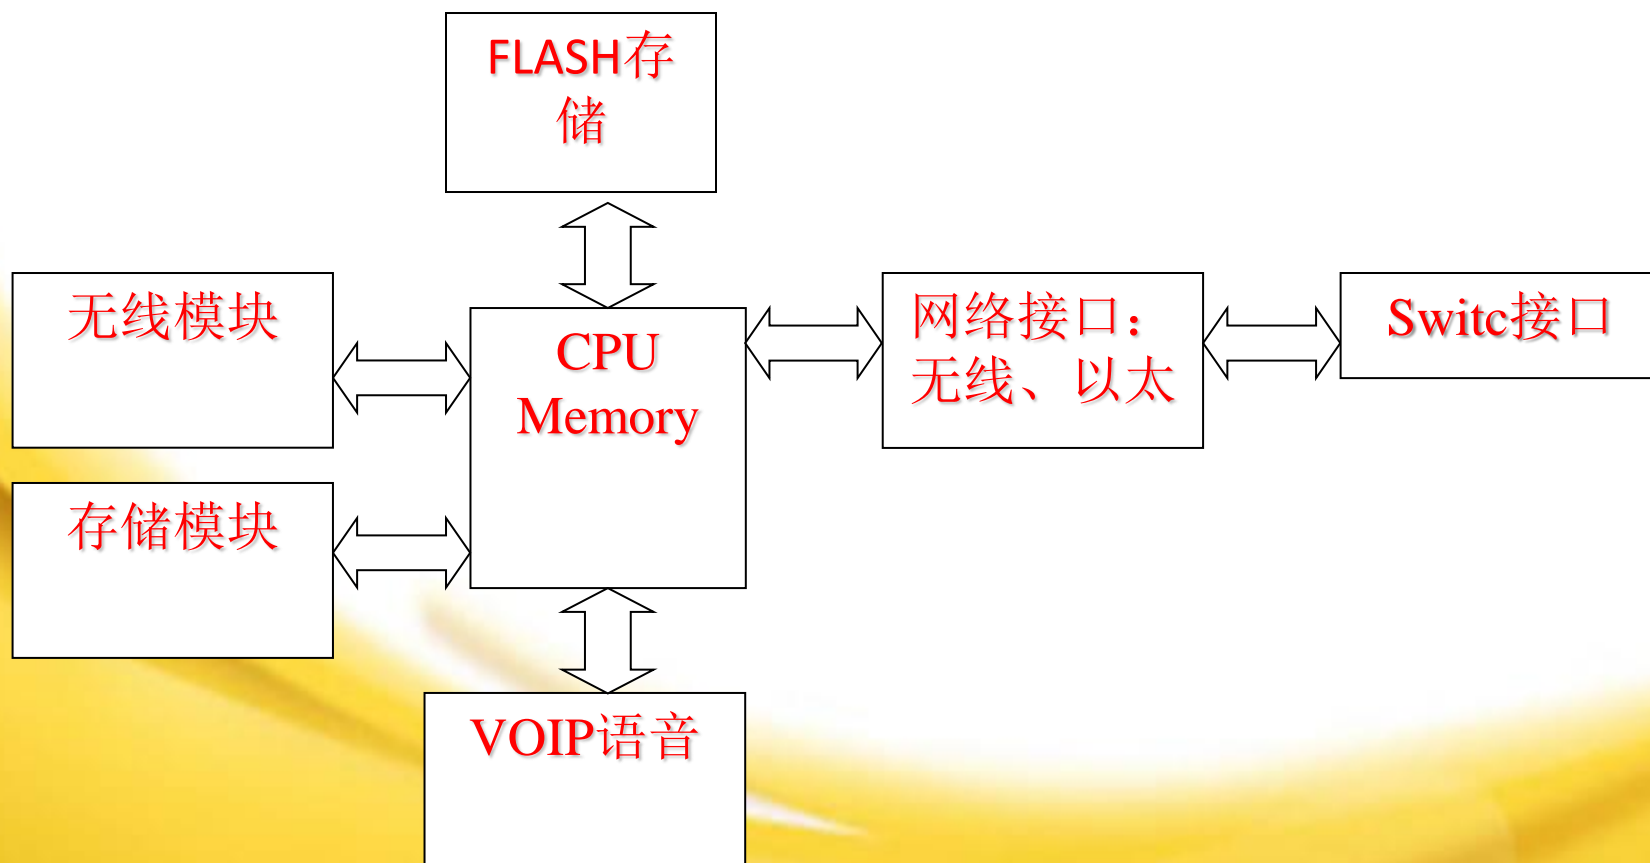 FLASH存
储
无线模块
CPU
Memory
网络接口：
无线、以太
Switc接口
存储模块
VOIP语音